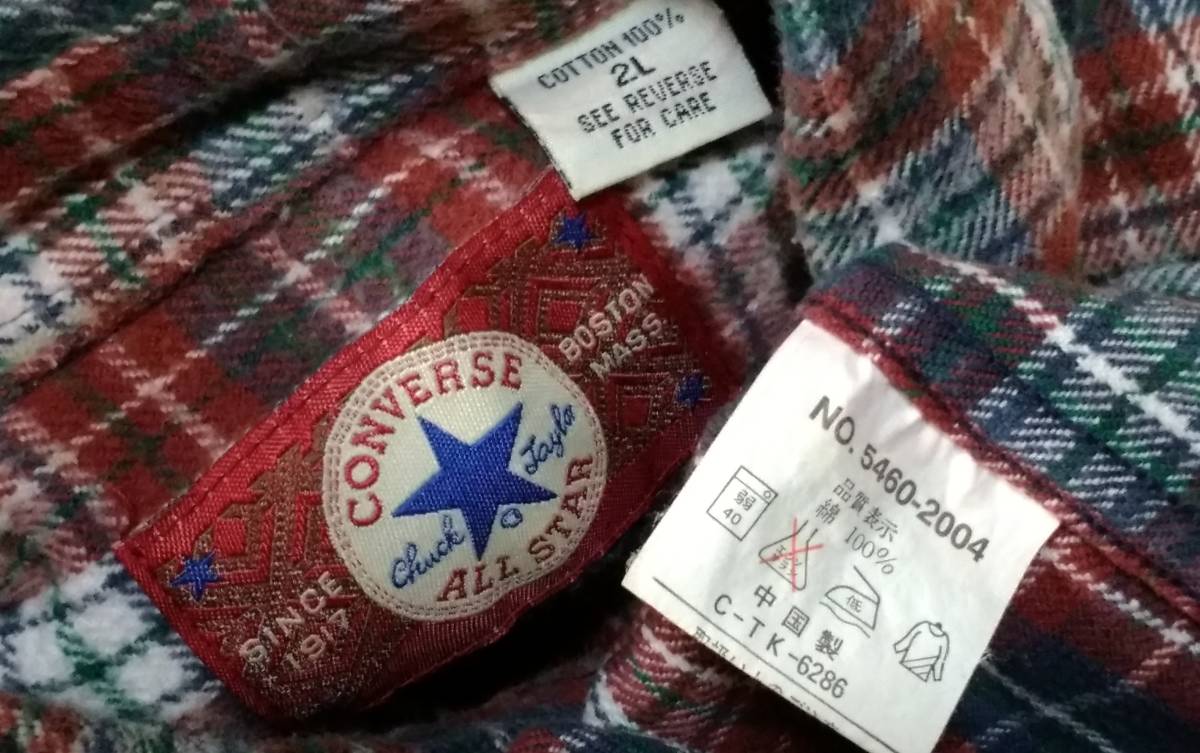 COTTON 100%
2L
SEE REVERSE
FOR CARE
BOSTON
MASS
CONVERSE
Chuck Taylor
ALL STAR
SINCE
1917
NO. 5460-2004
品質表示
綿 100%
弱
40
低
中国製
C-TK-6286